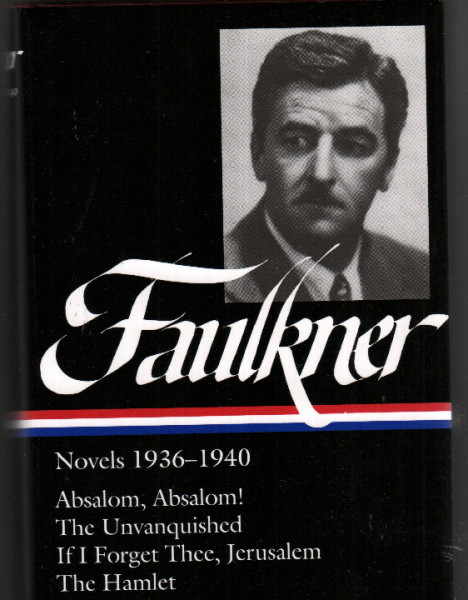 Faulkner
Novels 1936–1940
Absalom, Absalom!
The Unvanquished
If I Forget Thee, Jerusalem
The Hamlet